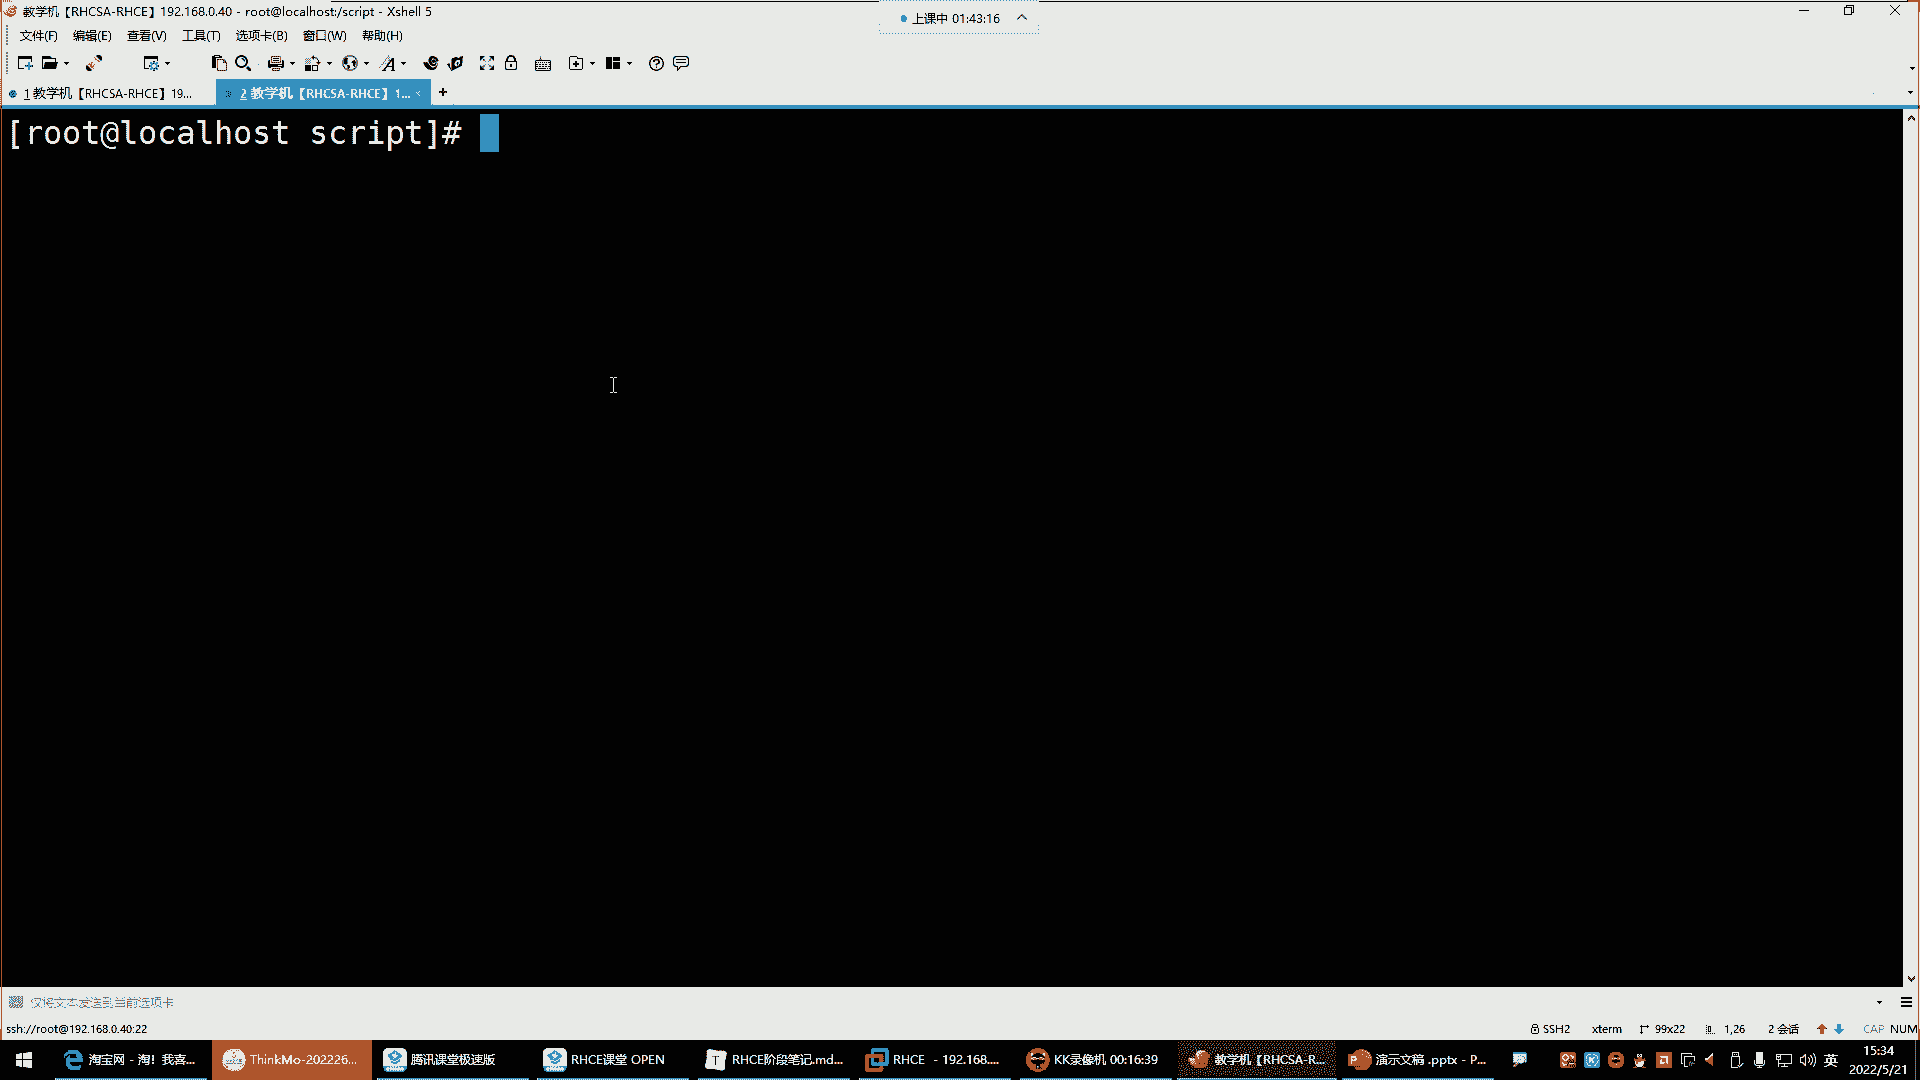 教学机【RHCSA-RHCE】192.168.0.40 - root@localhost:/script - Xshell 5
上课中 01:43:16
文件(F) 编辑(E) 查看(V) 工具(T) 选项卡(B) 窗口(W) 帮助(H)
1 教学机【RHCSA-RHCE】19... 2 教学机【RHCSA-RHCE】1... × +
[root@localhost script]#
仅将文本发送到当前选项卡
ssh://root@192.168.0.40:22 SSH2 xterm 99x22 1,26 2 会话 CAP NUM
淘宝网 - 淘！我喜... ThinkMo-202226... 腾讯课堂极速版 RHCE课堂 OPEN RHCE阶段笔记.md... RHCE - 192.168.... KK录像机 00:16:39 教学机【RHCSA-R... 演示文稿 .pptx - P... 英 15:34
2022/5/21